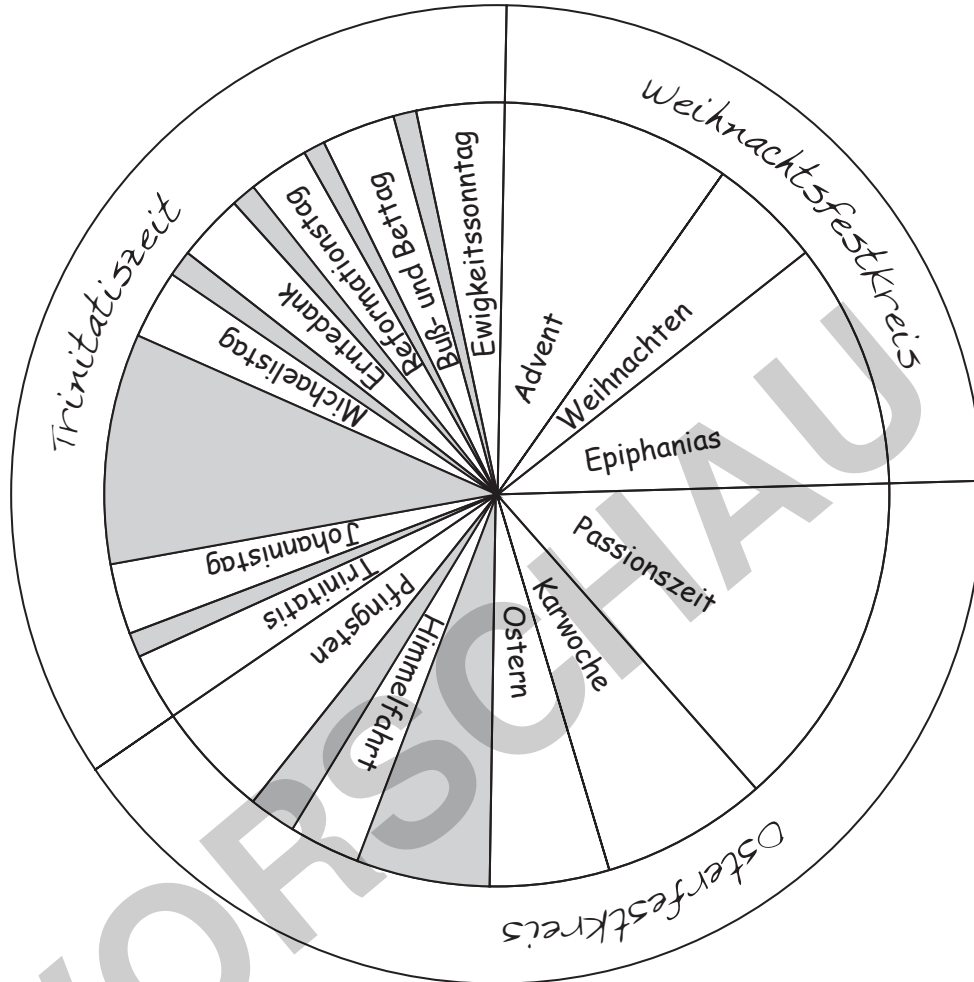 Weihnachtsfestkreis
Advent
Weihnachten
Epiphanias
Osterfestkreis
Passionszeit
Karwoche
Ostern
Himmelfahrt
Pfingsten
Trinitatiszeit
Trinitatis
Johannistag
Michaelistag
Erntedank
Reformationstag
Buß- und Bettag
Ewigkeitssonntag
VORSCHAU